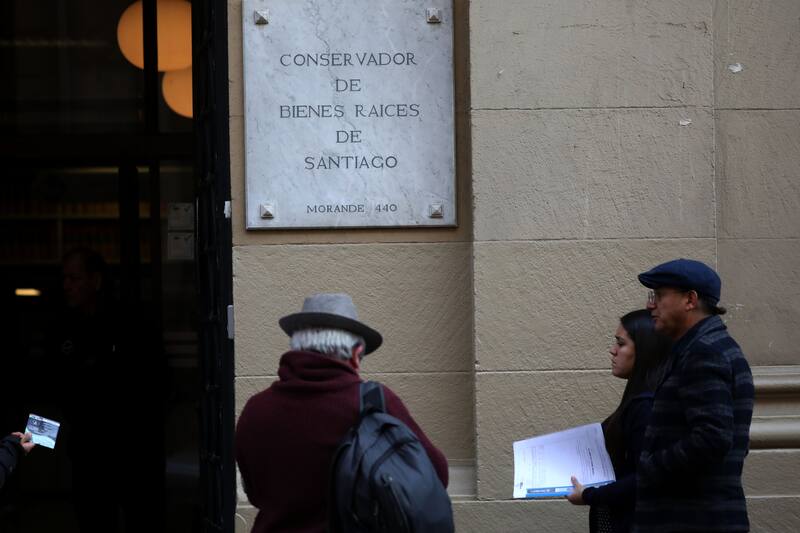 CONSERVADOR
DE
BIENES RAICES
DE
SANTIAGO
MORANDE 440